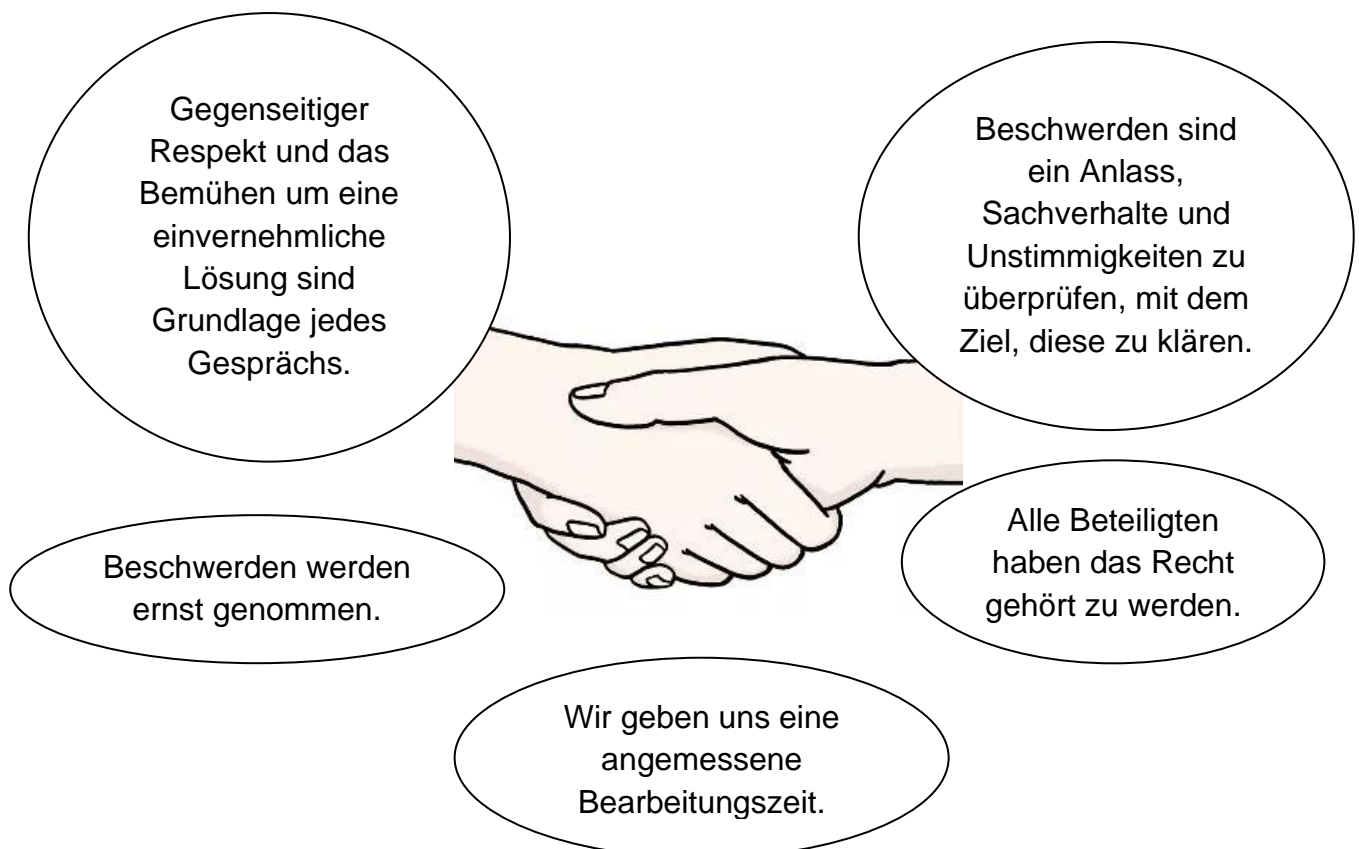 Gegenseitiger
Respekt und das
Bemühen um eine
einvernehmliche
Lösung sind
Grundlage jedes
Gesprächs.
Beschwerden sind
ein Anlass,
Sachverhalte und
Unstimmigkeiten zu
überprüfen, mit dem
Ziel, diese zu klären.
Beschwerden werden
ernst genommen.
Alle Beteiligten
haben das Recht
gehört zu werden.
Wir geben uns eine
angemessene
Bearbeitungszeit.